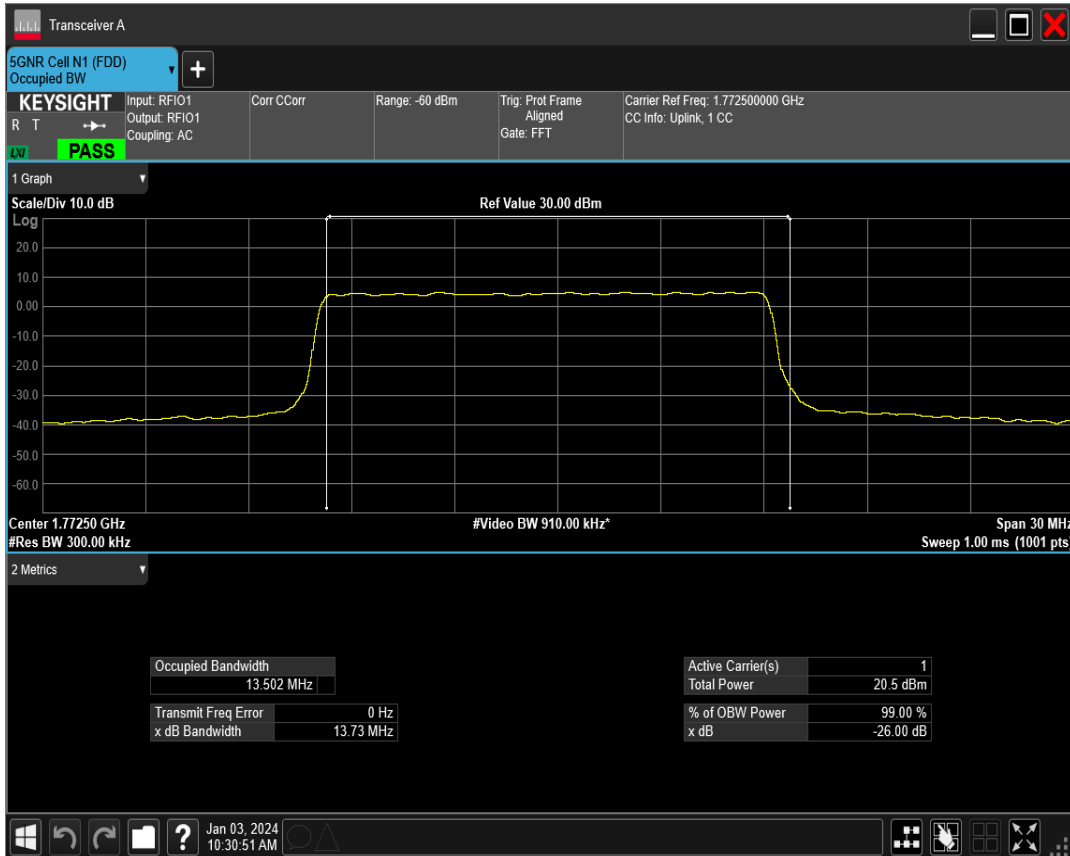 Transceiver A
5GNR Cell N1 (FDD)
Occupied BW
+
KEYSIGHT
R T
LXI
PASS
Input: RFIO1
Output: RFIO1
Coupling: AC
Corr CCorr
Range: -60 dBm
Trig: Prot Frame
Aligned
Gate: FFT
Carrier Ref Freq: 1.772500000 GHz
CC Info: Uplink, 1 CC
1 Graph
Scale/Div 10.0 dB
Ref Value 30.00 dBm
Log
20.0
10.0
0.00
-10.0
-20.0
-30.0
-40.0
-50.0
-60.0
Center 1.77250 GHz
#Video BW 910.00 kHz*
Span 30 MHz
#Res BW 300.00 kHz
Sweep 1.00 ms (1001 pts)
2 Metrics
Occupied Bandwidth
13.502 MHz
Transmit Freq Error 0 Hz
x dB Bandwidth 13.73 MHz
Active Carrier(s) 1
Total Power 20.5 dBm
% of OBW Power 99.00 %
x dB -26.00 dB
?
Jan 03, 2024
10:30:51 AM